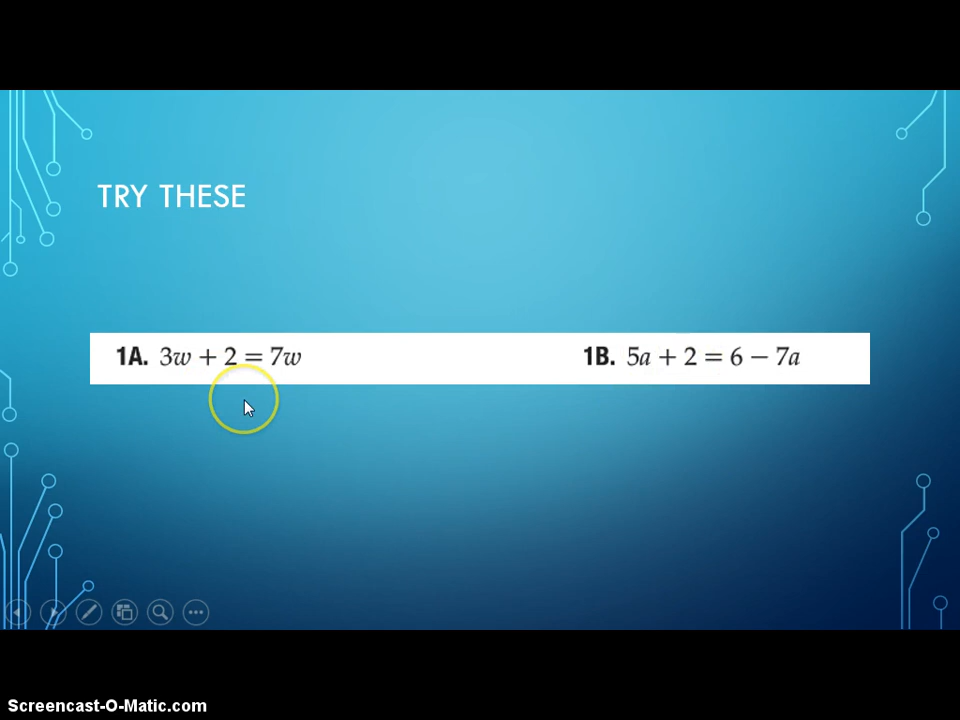 TRY THESE
1A. 3w + 2 = 7w
1B. 5a + 2 = 6 − 7a
Screencast-O-Matic.com